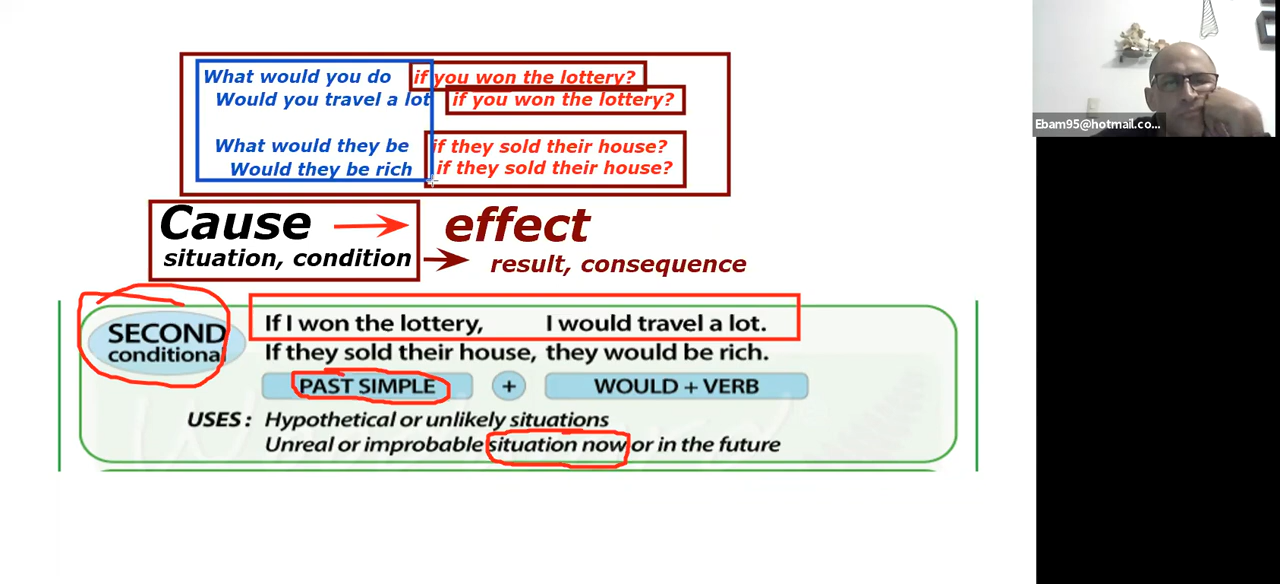 What would you do if you won the lottery?
Would you travel a lot if you won the lottery?
What would they be if they sold their house?
Would they be rich if they sold their house?
Cause effect
situation, condition result, consequence
SECOND
conditional
If I won the lottery, I would travel a lot.
If they sold their house, they would be rich.
PAST SIMPLE + WOULD + VERB
USES: Hypothetical or unlikely situations
Unreal or improbable situation now or in the future
Ebam95@hotmail.co...